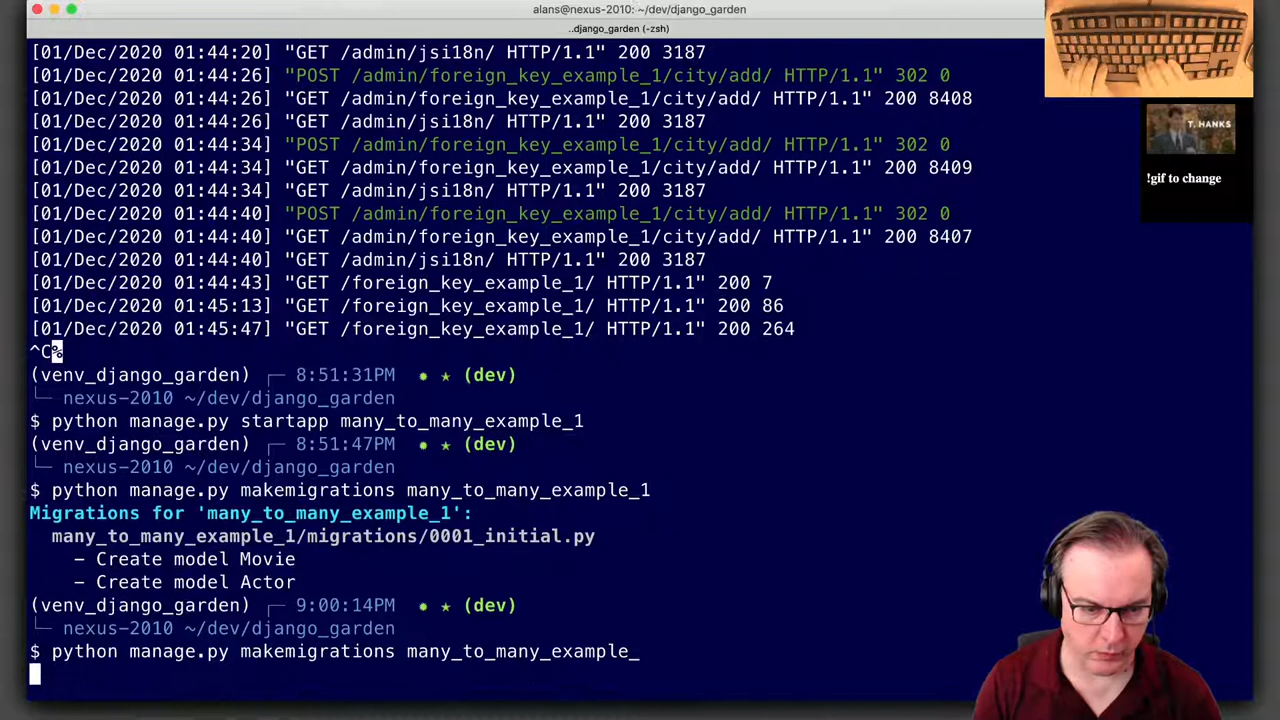 alans@nexus-2010: ~/dev/django_garden
..django_garden (-zsh)
[01/Dec/2020 01:44:20] "GET /admin/jsi18n/ HTTP/1.1" 200 3187
[01/Dec/2020 01:44:26] "POST /admin/foreign_key_example_1/city/add/ HTTP/1.1" 302 0
[01/Dec/2020 01:44:26] "GET /admin/foreign_key_example_1/city/add/ HTTP/1.1" 200 8408
[01/Dec/2020 01:44:26] "GET /admin/jsi18n/ HTTP/1.1" 200 3187
[01/Dec/2020 01:44:34] "POST /admin/foreign_key_example_1/city/add/ HTTP/1.1" 302 0
[01/Dec/2020 01:44:34] "GET /admin/foreign_key_example_1/city/add/ HTTP/1.1" 200 8409
[01/Dec/2020 01:44:34] "GET /admin/jsi18n/ HTTP/1.1" 200 3187
[01/Dec/2020 01:44:40] "POST /admin/foreign_key_example_1/city/add/ HTTP/1.1" 302 0
[01/Dec/2020 01:44:40] "GET /admin/foreign_key_example_1/city/add/ HTTP/1.1" 200 8407
[01/Dec/2020 01:44:40] "GET /admin/jsi18n/ HTTP/1.1" 200 3187
[01/Dec/2020 01:44:43] "GET /foreign_key_example_1/ HTTP/1.1" 200 7
[01/Dec/2020 01:45:13] "GET /foreign_key_example_1/ HTTP/1.1" 200 86
[01/Dec/2020 01:45:47] "GET /foreign_key_example_1/ HTTP/1.1" 200 264
^C%
(venv_django_garden) ┌─ 8:51:31PM ✹ ★ (dev)
└─ nexus-2010 ~/dev/django_garden
$ python manage.py startapp many_to_many_example_1
(venv_django_garden) ┌─ 8:51:47PM ✹ ★ (dev)
└─ nexus-2010 ~/dev/django_garden
$ python manage.py makemigrations many_to_many_example_1
Migrations for 'many_to_many_example_1':
many_to_many_example_1/migrations/0001_initial.py
- Create model Movie
- Create model Actor
(venv_django_garden) ┌─ 9:00:14PM ✹ ★ (dev)
└─ nexus-2010 ~/dev/django_garden
$ python manage.py makemigrations many_to_many_example_
T. HANKS
!gif to change